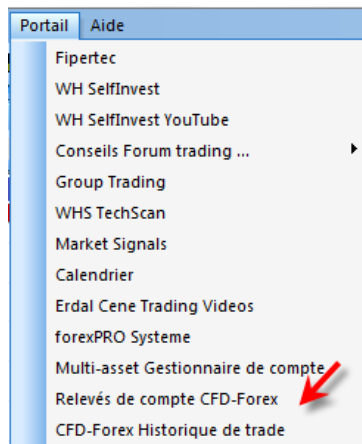 Portail Aide
Fipertec
WH SelfInvest
WH SelfInvest YouTube
Conseils Forum trading ...
Group Trading
WHS TechScan
Market Signals
Calendrier
Erdal Cene Trading Videos
forexPRO Systeme
Multi-asset Gestionnaire de compte
Relevés de compte CFD-Forex
CFD-Forex Historique de trade